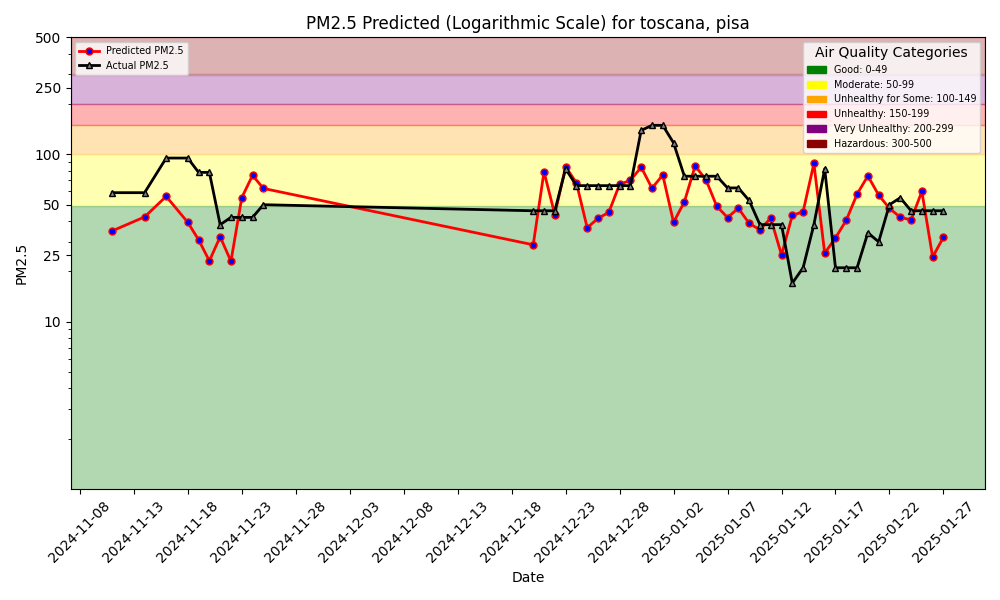 PM2.5 Predicted (Logarithmic Scale) for toscana, pisa
Predicted PM2.5
Actual PM2.5
Air Quality Categories
Good: 0-49
Moderate: 50-99
Unhealthy for Some: 100-149
Unhealthy: 150-199
Very Unhealthy: 200-299
Hazardous: 300-500
PM2.5
500
250
100
50
25
10
2024-11-08
2024-11-13
2024-11-18
2024-11-23
2024-11-28
2024-12-03
2024-12-08
2024-12-13
2024-12-18
2024-12-23
2024-12-28
2025-01-02
2025-01-07
2025-01-12
2025-01-17
2025-01-22
2025-01-27
Date